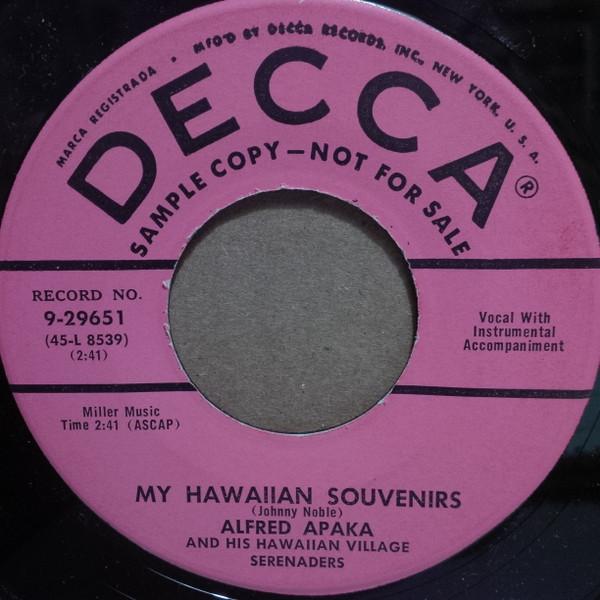 MARCA REGISTRADA • MF'D BY DECCA RECORDS, INC., NEW YORK, U. S. A.
DECCA®
SAMPLE COPY—NOT FOR SALE
RECORD NO.
9-29651
(45-L 8539)
(2:41)
Vocal With
Instrumental
Accompaniment
Miller Music
Time 2:41 (ASCAP)
MY HAWAIIAN SOUVENIRS
(Johnny Noble)
ALFRED APAKA
AND HIS HAWAIIAN VILLAGE
SERENADERS